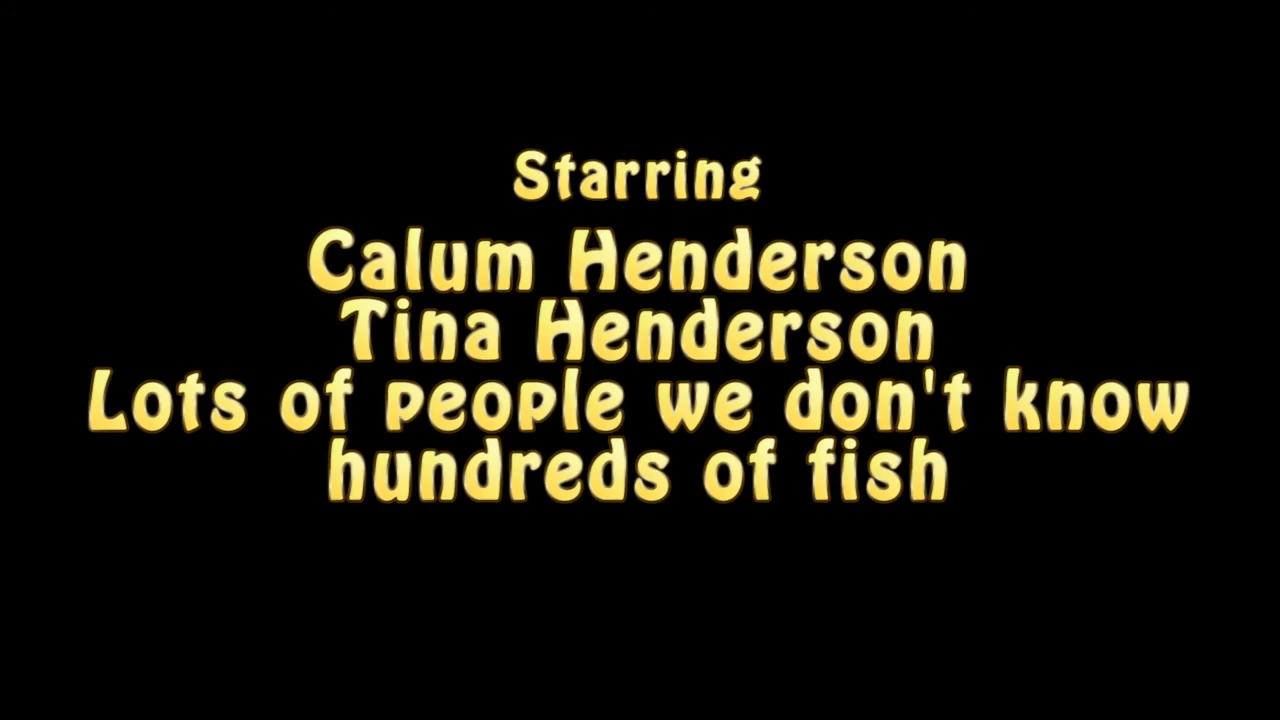 Starring
Calum Henderson
Tina Henderson
Lots of people we don't know
hundreds of fish